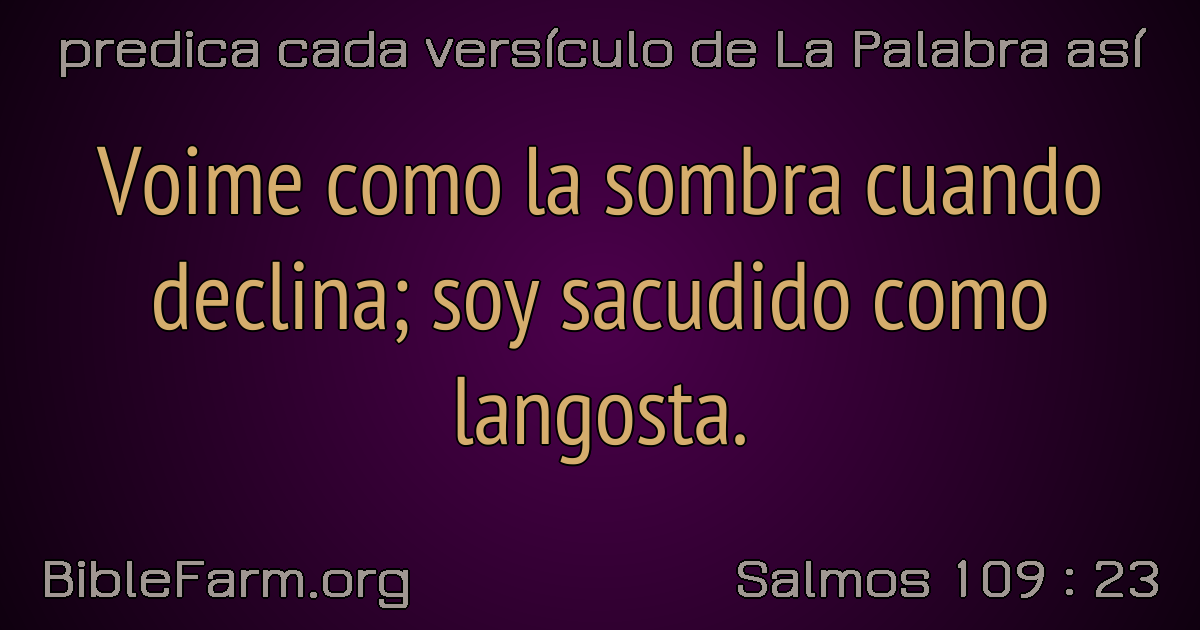 predica cada versículo de La Palabra así
Voime como la sombra cuando
declina; soy sacudido como
langosta.
BibleFarm.org
Salmos 109 : 23